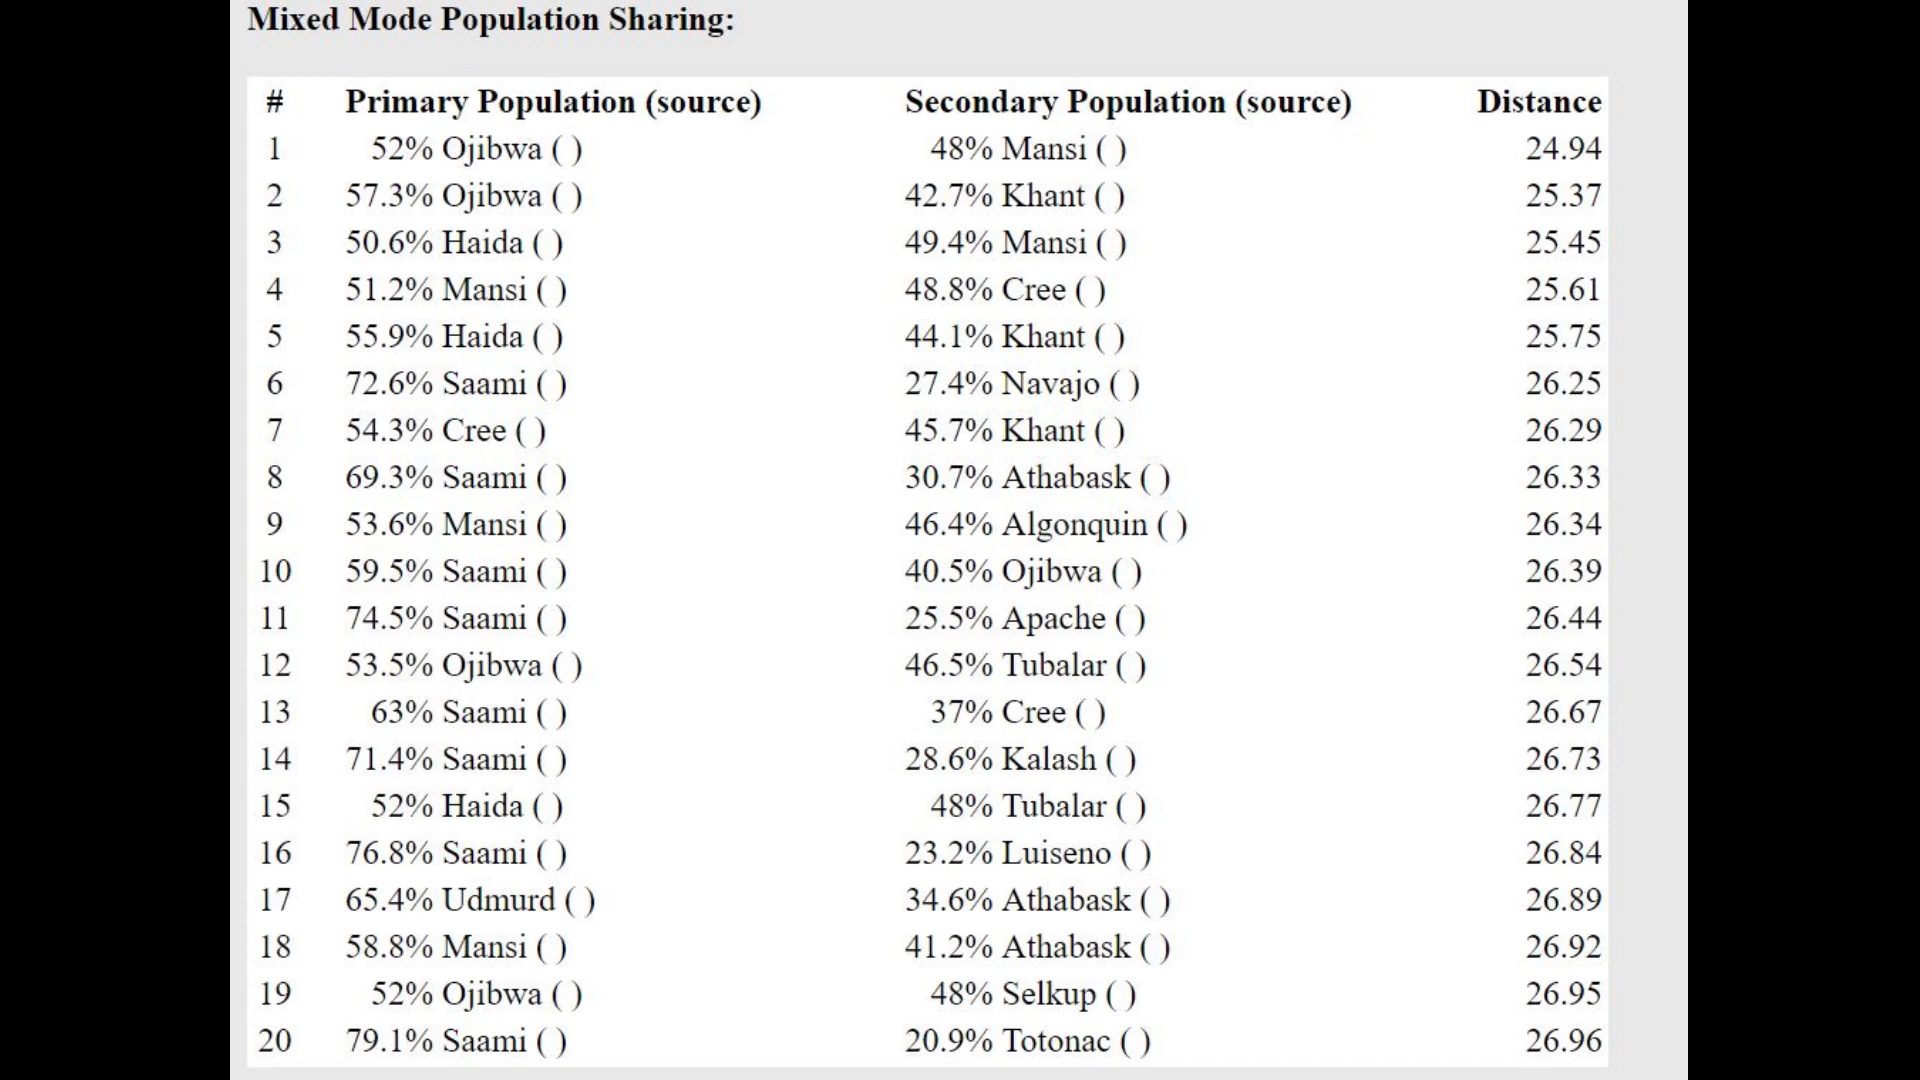 Mixed Mode Population Sharing:
# Primary Population (source) Secondary Population (source) Distance
1 52% Ojibwa ( ) 48% Mansi ( ) 24.94
2 57.3% Ojibwa ( ) 42.7% Khant ( ) 25.37
3 50.6% Haida ( ) 49.4% Mansi ( ) 25.45
4 51.2% Mansi ( ) 48.8% Cree ( ) 25.61
5 55.9% Haida ( ) 44.1% Khant ( ) 25.75
6 72.6% Saami ( ) 27.4% Navajo ( ) 26.25
7 54.3% Cree ( ) 45.7% Khant ( ) 26.29
8 69.3% Saami ( ) 30.7% Athabask ( ) 26.33
9 53.6% Mansi ( ) 46.4% Algonquin ( ) 26.34
10 59.5% Saami ( ) 40.5% Ojibwa ( ) 26.39
11 74.5% Saami ( ) 25.5% Apache ( ) 26.44
12 53.5% Ojibwa ( ) 46.5% Tubalar ( ) 26.54
13 63% Saami ( ) 37% Cree ( ) 26.67
14 71.4% Saami ( ) 28.6% Kalash ( ) 26.73
15 52% Haida ( ) 48% Tubalar ( ) 26.77
16 76.8% Saami ( ) 23.2% Luiseno ( ) 26.84
17 65.4% Udmurd ( ) 34.6% Athabask ( ) 26.89
18 58.8% Mansi ( ) 41.2% Athabask ( ) 26.92
19 52% Ojibwa ( ) 48% Selkup ( ) 26.95
20 79.1% Saami ( ) 20.9% Totonac ( ) 26.96